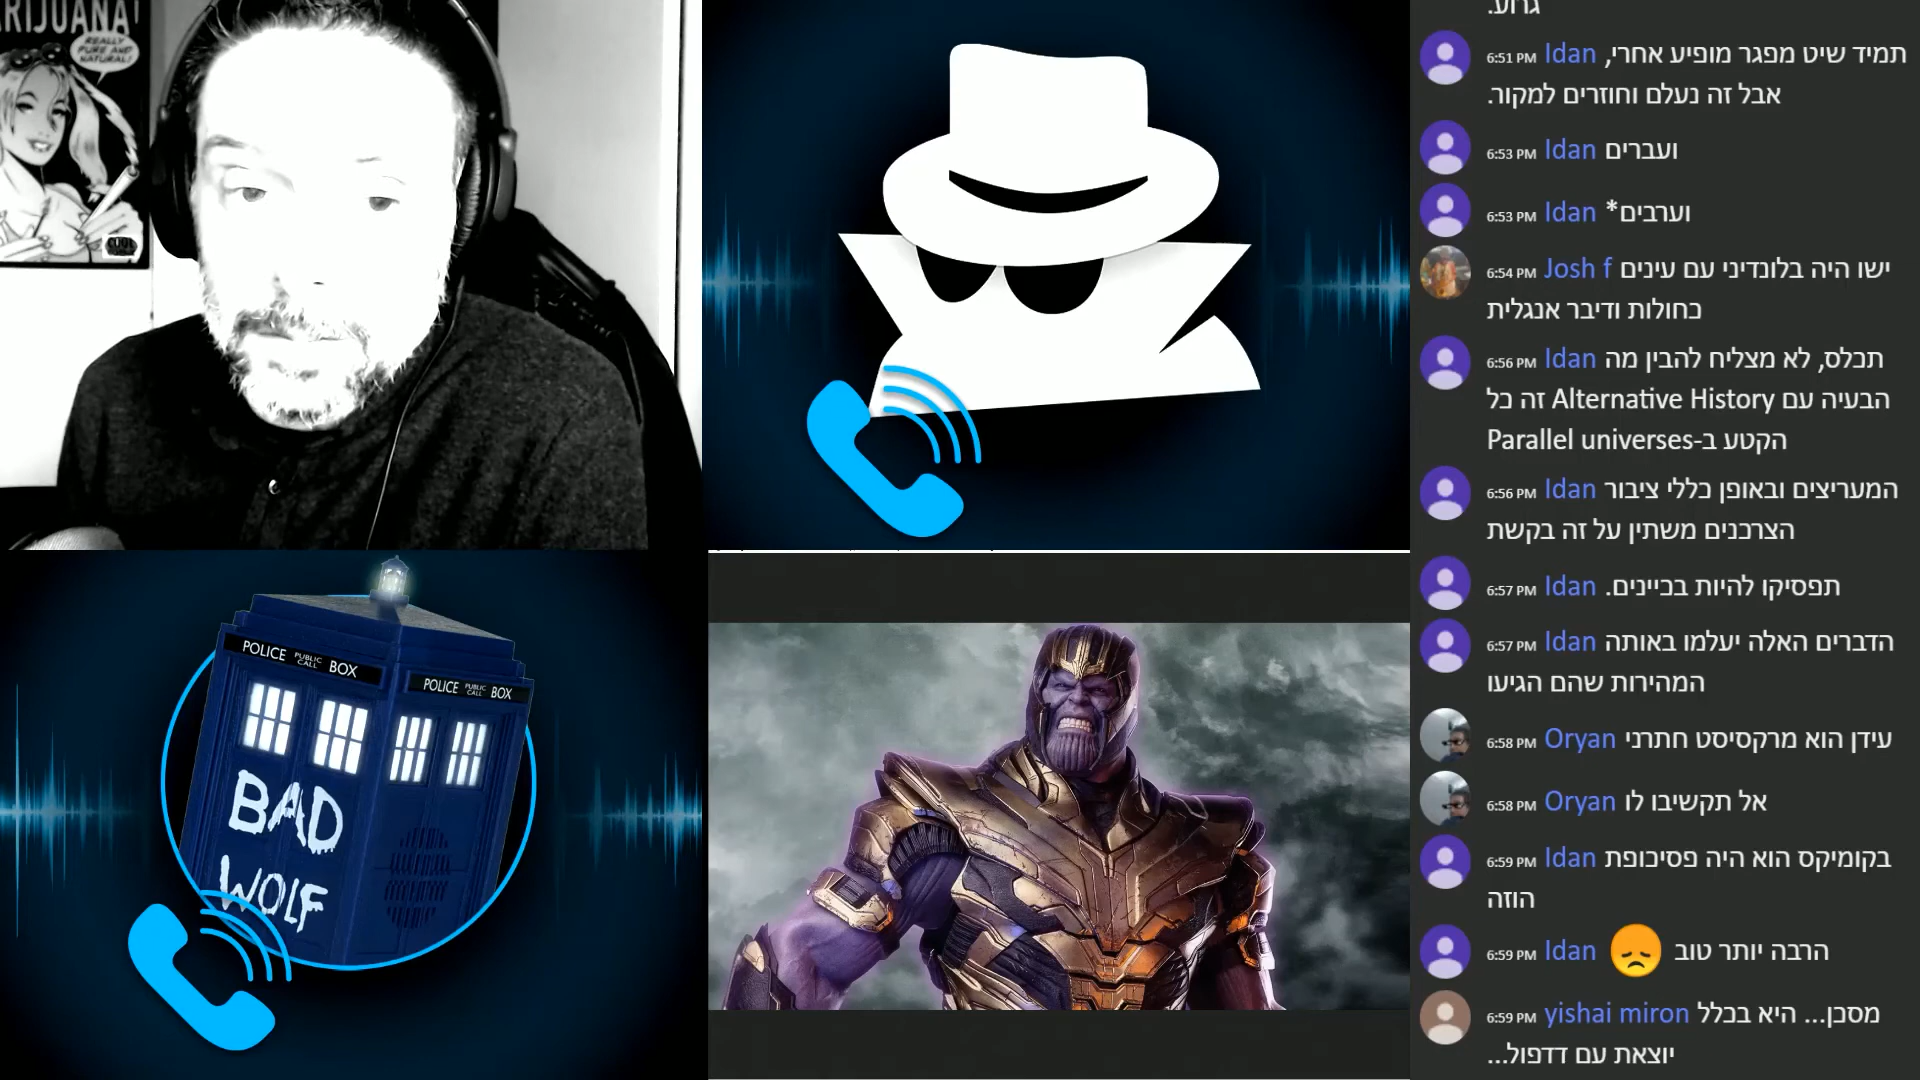 RIJUANA!
REALLY
PURE AND
NATURAL!
POLICE PUBLIC CALL BOX
POLICE PUBLIC CALL BOX
BAD
WOLF
גרוע.
6:51 PM Idan תמיד שיט מפגר מופיע אחרי,
אבל זה נעלם וחוזרים למקור.
6:53 PM Idan ועברים
6:53 PM Idan וערבים*
6:54 PM Josh f ישו היה בלונדיני עם עינים
כחולות ודיבר אנגלית
6:56 PM Idan תכלס, לא מצליח להבין מה
הבעיה עם Alternative History זה כל
הקטע ב-Parallel universes
6:56 PM Idan המעריצים ובאופן כללי ציבור
הצרכנים משתין על זה בקשת
6:57 PM Idan תפסיקו להיות בכיינים.
6:57 PM Idan הדברים האלה יעלמו באותה
המהירות שהם הגיעו
6:58 PM Oryan עידן הוא מרקסיסט חתרני
6:58 PM Oryan אל תקשיבו לו
6:59 PM Idan בקומיקס הוא היה פסיכופת
הוזה
6:59 PM Idan 😞 הרבה יותר טוב
6:59 PM yishai miron מסכן... היא בכלל
יוצאת עם דדפול...